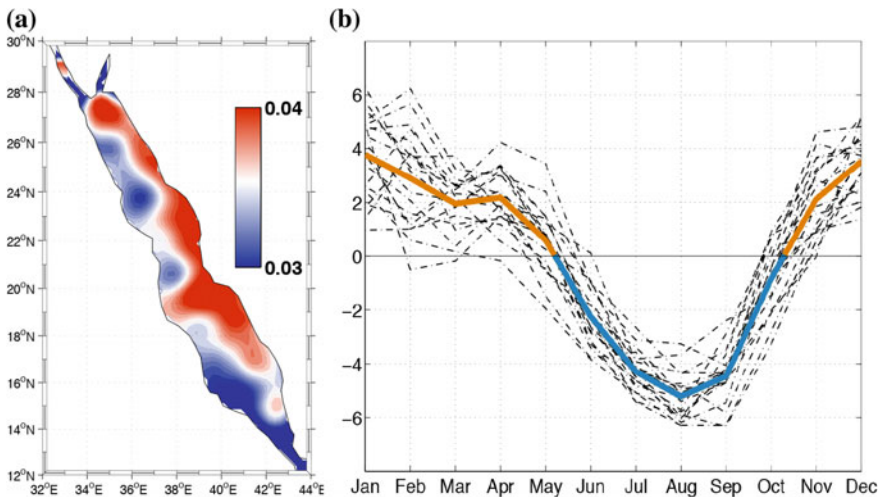 (a)
30°N
28°N
26°N
24°N
22°N
20°N
18°N
16°N
14°N
12°N
32°E 34°E 36°E 38°E 40°E 42°E 44°E
0.04
0.03
(b)
6
4
2
0
-2
-4
-6
Jan Feb Mar Apr May Jun Jul Aug Sep Oct Nov Dec